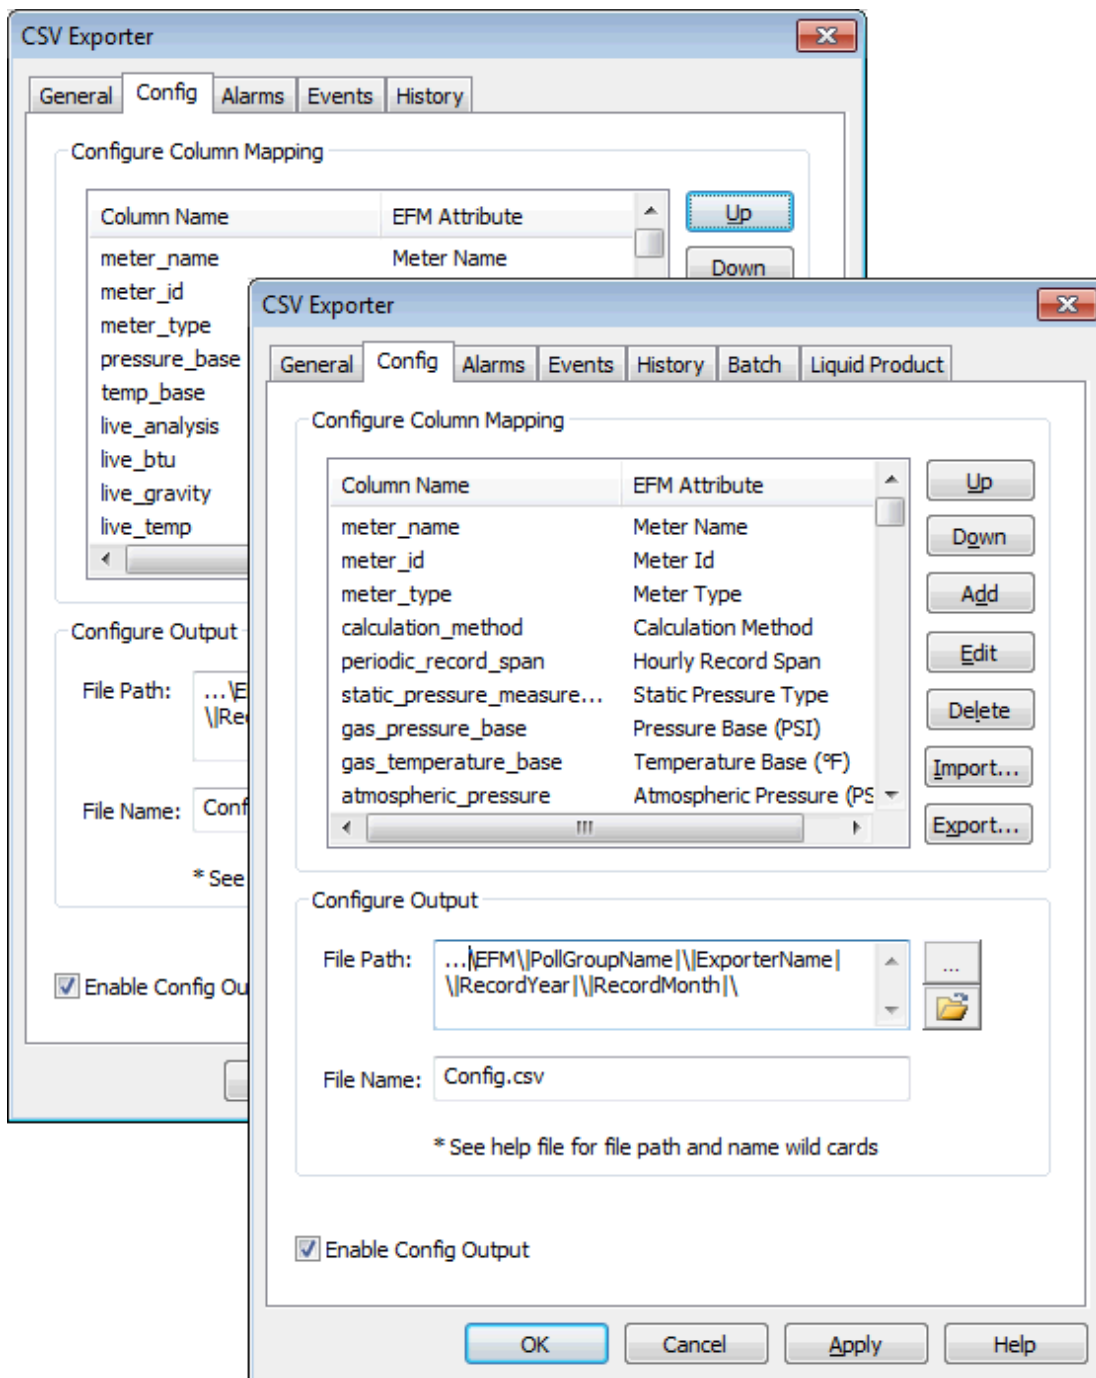 CSV Exporter
General Config Alarms Events History
Configure Column Mapping
Column Name EFM Attribute Up
meter_name Meter Name Down
meter_id
meter_type
pressure_base
temp_base
live_analysis
live_btu
live_gravity
live_temp
Configure Output
File Path: ...\E
\|Rec
File Name: Conf
* See
Enable Config Ou
CSV Exporter
General Config Alarms Events History Batch Liquid Product
Configure Column Mapping
Column Name EFM Attribute Up
meter_name Meter Name
meter_id Meter Id Down
meter_type Meter Type Add
calculation_method Calculation Method
periodic_record_span Hourly Record Span Edit
static_pressure_measure... Static Pressure Type
gas_pressure_base Pressure Base (PSI) Delete
gas_temperature_base Temperature Base (°F) Import...
atmospheric_pressure Atmospheric Pressure (PS
Export...
Configure Output
File Path: ...\EFM\|PollGroupName|\|ExporterName| ...
\|RecordYear|\|RecordMonth|\
File Name: Config.csv
* See help file for file path and name wild cards
Enable Config Output
OK Cancel Apply Help